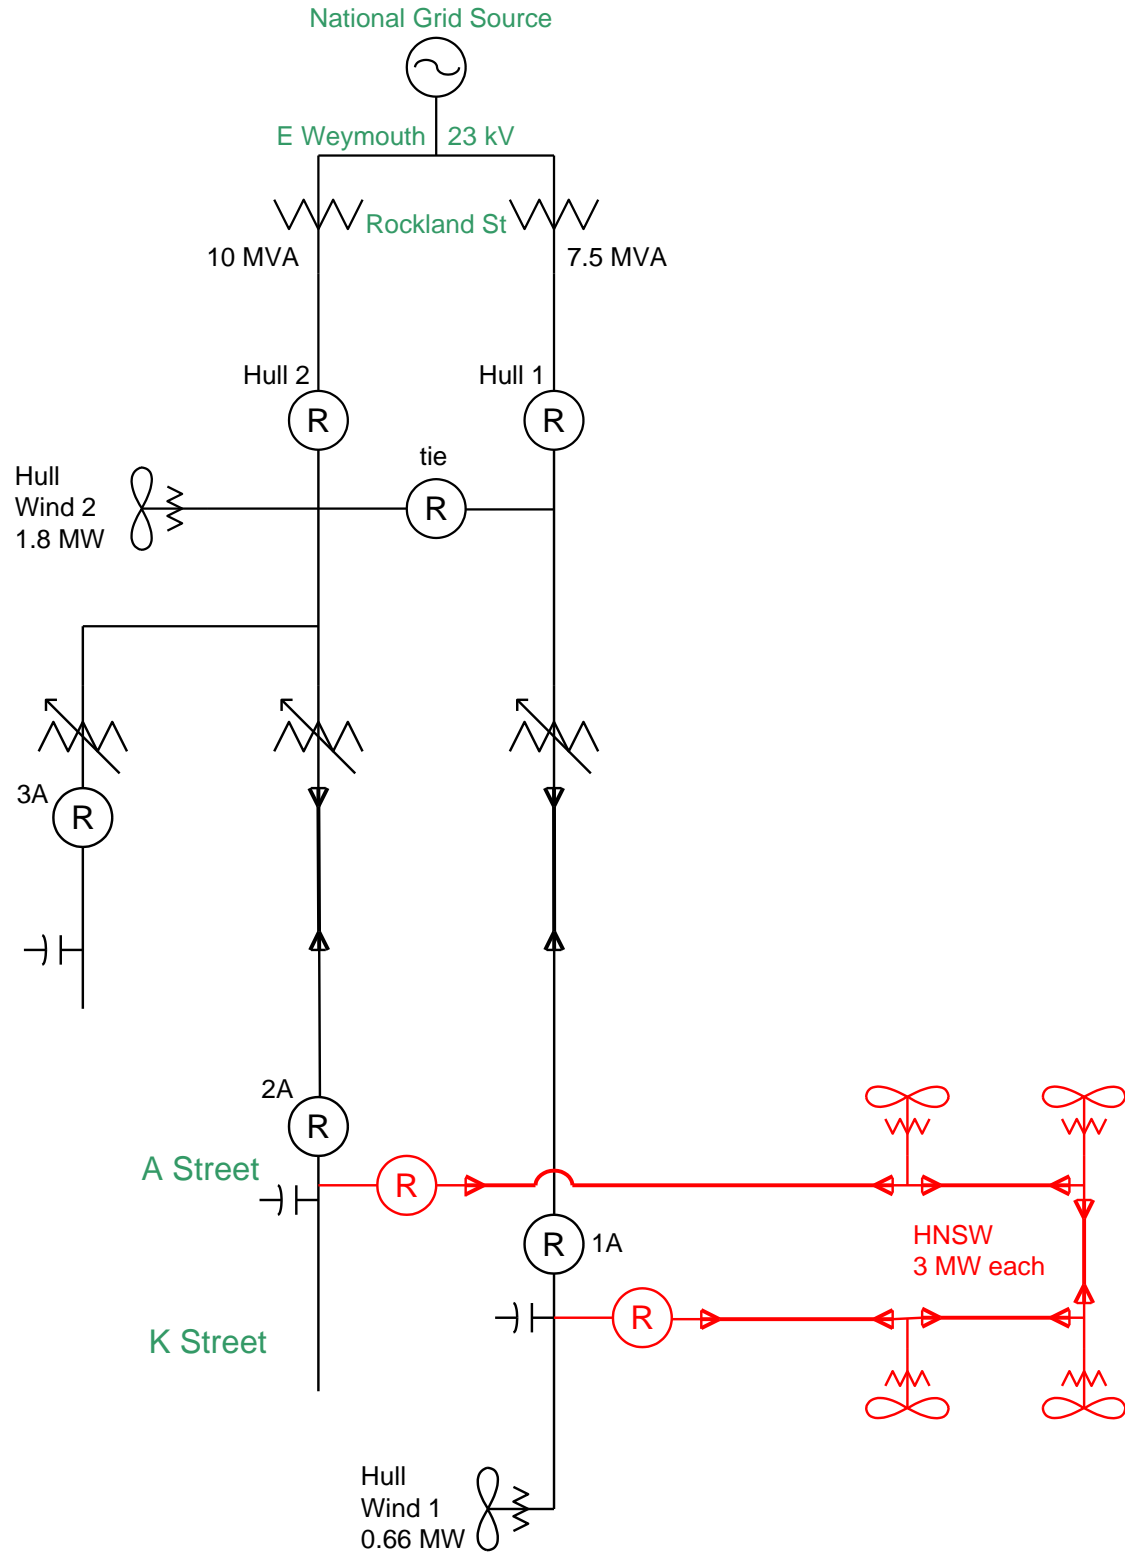 National Grid Source
E Weymouth 23 kV
Rockland St
10 MVA
7.5 MVA
Hull 2
Hull 1
R
R
tie
R
Hull
Wind 2
1.8 MW
3A
R
2A
R
A Street
R
R
1A
HNSW
3 MW each
R
K Street
Hull
Wind 1
0.66 MW